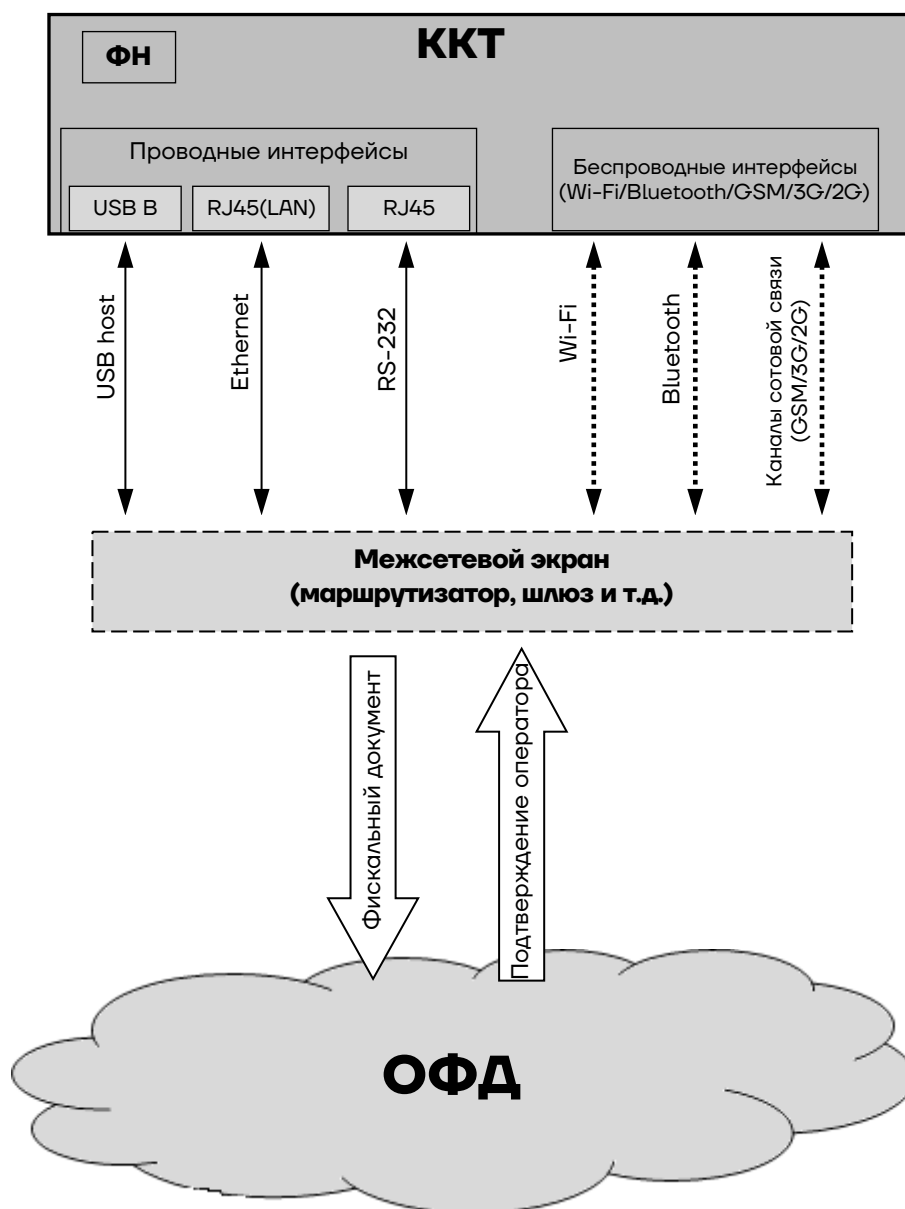 ККТ
ФН
Проводные интерфейсы
USB B
RJ45(LAN)
RJ45
Беспроводные интерфейсы
(Wi-Fi/Bluetooth/GSM/3G/2G)
USB host
Ethernet
RS-232
Wi-Fi
Bluetooth
Каналы сотовой связи
(GSM/3G/2G)
Межсетевой экран
(маршрутизатор, шлюз и т.д.)
Фискальный документ
Подтверждение оператора
ОФД